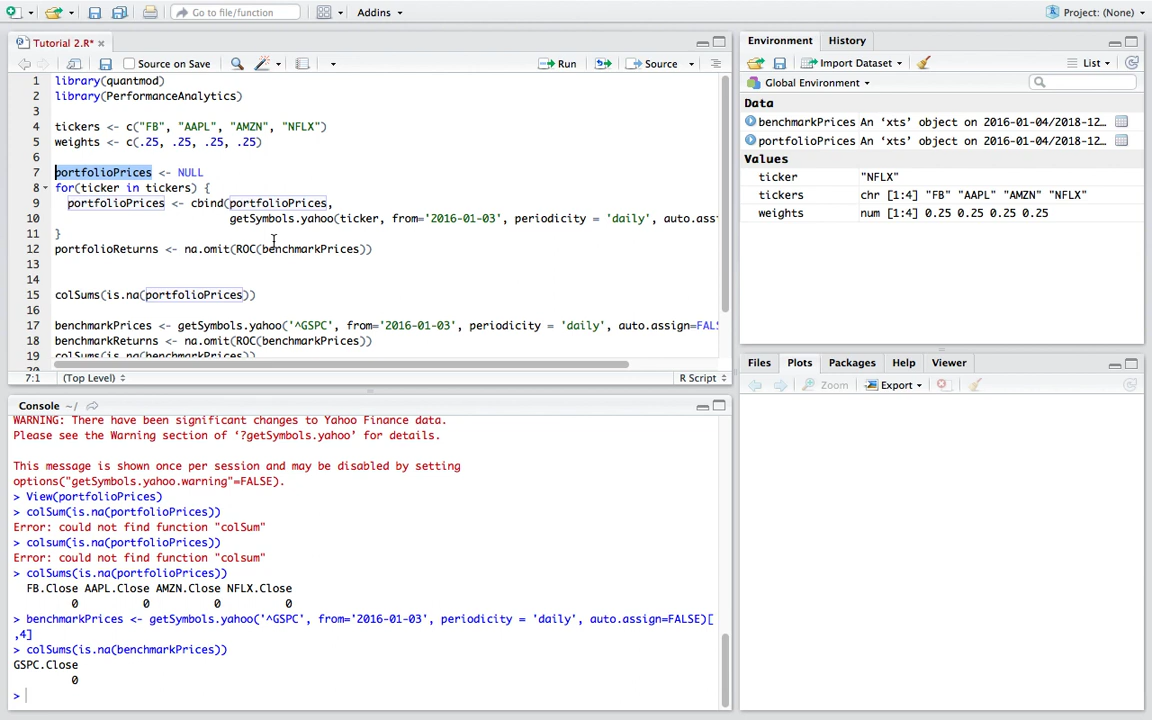 Go to file/function
Addins
Project: (None)
Tutorial 2.R*
Source on Save
Run
Source
1 library(quantmod)
2 library(PerformanceAnalytics)
3
4 tickers <- c("FB", "AAPL", "AMZN", "NFLX")
5 weights <- c(.25, .25, .25, .25)
6
7 portfolioPrices <- NULL
8 for(ticker in tickers) {
9 portfolioPrices <- cbind(portfolioPrices,
10 getSymbols.yahoo(ticker, from='2016-01-03', periodicity = 'daily', auto.ass
11 }
12 portfolioReturns <- na.omit(ROC(benchmarkPrices))
13
14
15 colSums(is.na(portfolioPrices))
16
17 benchmarkPrices <- getSymbols.yahoo('^GSPC', from='2016-01-03', periodicity = 'daily', auto.assign=FALS
18 benchmarkReturns <- na.omit(ROC(benchmarkPrices))
19 colSums(is.na(benchmarkPrices))
20
7:1 (Top Level) R Script
Console ~/
WARNING: There have been significant changes to Yahoo Finance data.
Please see the Warning section of ‘?getSymbols.yahoo’ for details.
This message is shown once per session and may be disabled by setting
options("getSymbols.yahoo.warning"=FALSE).
> View(portfolioPrices)
> colSum(is.na(portfolioPrices))
Error: could not find function "colSum"
> colsum(is.na(portfolioPrices))
Error: could not find function "colsum"
> colSums(is.na(portfolioPrices))
FB.Close AAPL.Close AMZN.Close NFLX.Close
0 0 0 0
> benchmarkPrices <- getSymbols.yahoo('^GSPC', from='2016-01-03', periodicity = 'daily', auto.assign=FALSE)[
,4]
> colSums(is.na(benchmarkPrices))
GSPC.Close
0
>
Environment History
Import Dataset List
Global Environment
Data
benchmarkPrices An ‘xts’ object on 2016-01-04/2018-12…
portfolioPrices An ‘xts’ object on 2016-01-04/2018-12…
Values
ticker "NFLX"
tickers chr [1:4] "FB" "AAPL" "AMZN" "NFLX"
weights num [1:4] 0.25 0.25 0.25 0.25
Files Plots Packages Help Viewer
Zoom Export